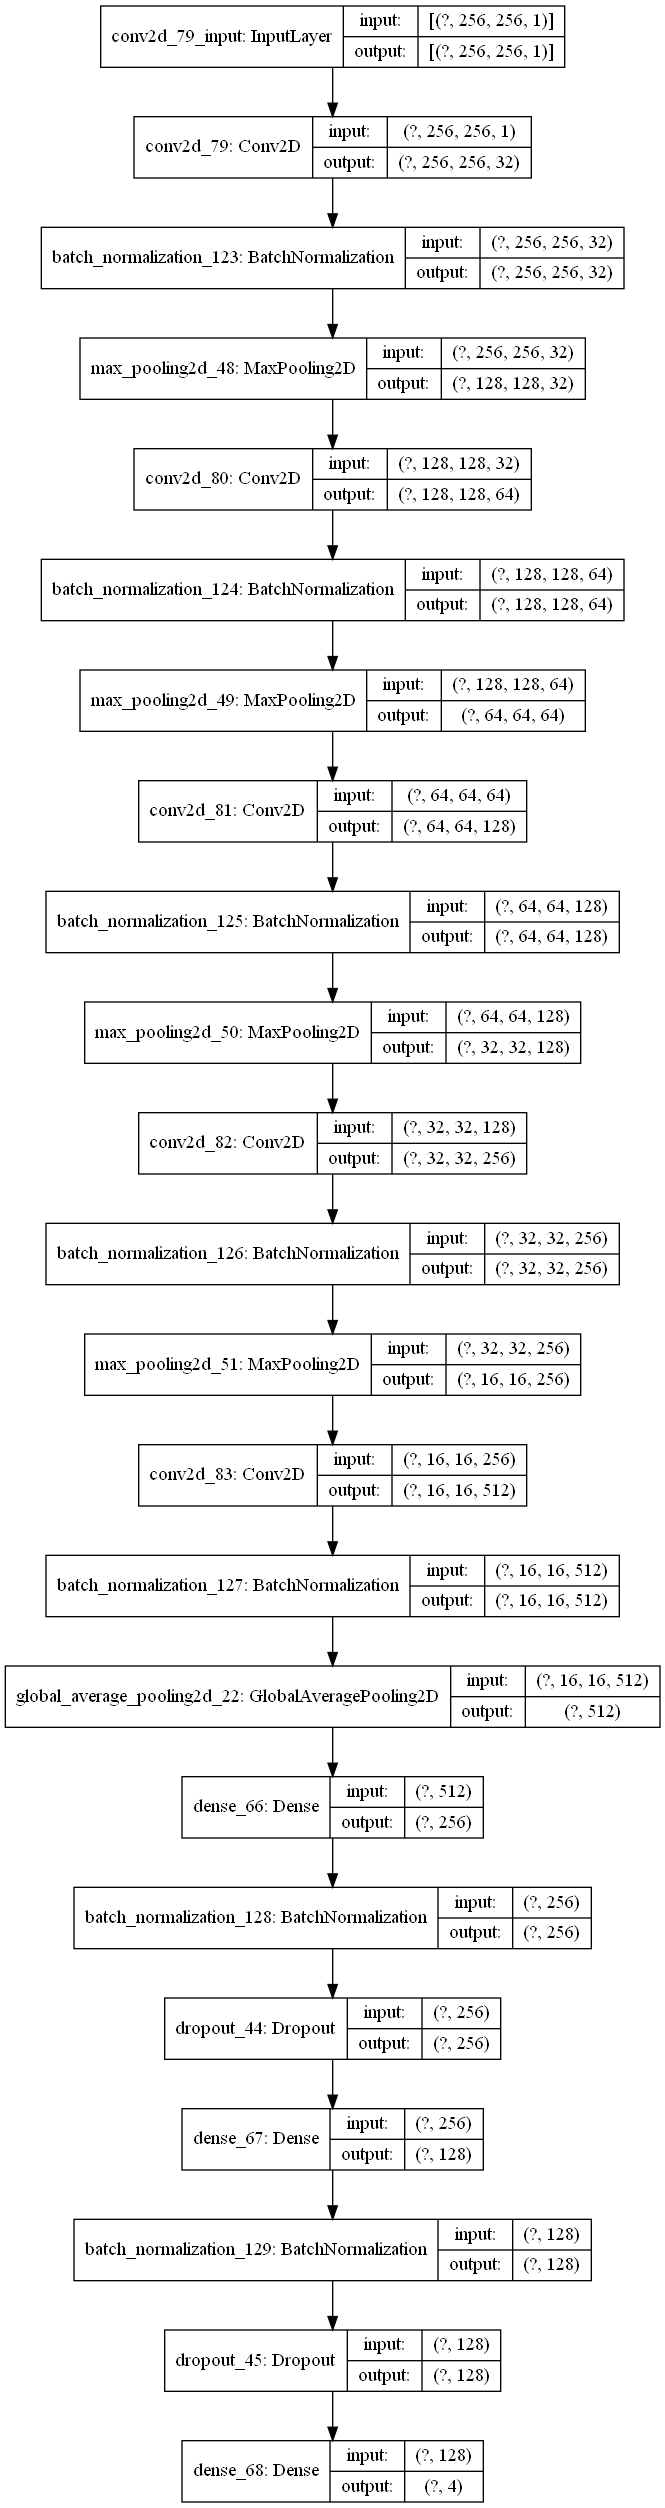 conv2d_79_input: InputLayer input: [(?, 256, 256, 1)]
output: [(?, 256, 256, 1)]
conv2d_79: Conv2D input: (?, 256, 256, 1)
output: (?, 256, 256, 32)
batch_normalization_123: BatchNormalization input: (?, 256, 256, 32)
output: (?, 256, 256, 32)
max_pooling2d_48: MaxPooling2D input: (?, 256, 256, 32)
output: (?, 128, 128, 32)
conv2d_80: Conv2D input: (?, 128, 128, 32)
output: (?, 128, 128, 64)
batch_normalization_124: BatchNormalization input: (?, 128, 128, 64)
output: (?, 128, 128, 64)
max_pooling2d_49: MaxPooling2D input: (?, 128, 128, 64)
output: (?, 64, 64, 64)
conv2d_81: Conv2D input: (?, 64, 64, 64)
output: (?, 64, 64, 128)
batch_normalization_125: BatchNormalization input: (?, 64, 64, 128)
output: (?, 64, 64, 128)
max_pooling2d_50: MaxPooling2D input: (?, 64, 64, 128)
output: (?, 32, 32, 128)
conv2d_82: Conv2D input: (?, 32, 32, 128)
output: (?, 32, 32, 256)
batch_normalization_126: BatchNormalization input: (?, 32, 32, 256)
output: (?, 32, 32, 256)
max_pooling2d_51: MaxPooling2D input: (?, 32, 32, 256)
output: (?, 16, 16, 256)
conv2d_83: Conv2D input: (?, 16, 16, 256)
output: (?, 16, 16, 512)
batch_normalization_127: BatchNormalization input: (?, 16, 16, 512)
output: (?, 16, 16, 512)
global_average_pooling2d_22: GlobalAveragePooling2D input: (?, 16, 16, 512)
output: (?, 512)
dense_66: Dense input: (?, 512)
output: (?, 256)
batch_normalization_128: BatchNormalization input: (?, 256)
output: (?, 256)
dropout_44: Dropout input: (?, 256)
output: (?, 256)
dense_67: Dense input: (?, 256)
output: (?, 128)
batch_normalization_129: BatchNormalization input: (?, 128)
output: (?, 128)
dropout_45: Dropout input: (?, 128)
output: (?, 128)
dense_68: Dense input: (?, 128)
output: (?, 4)